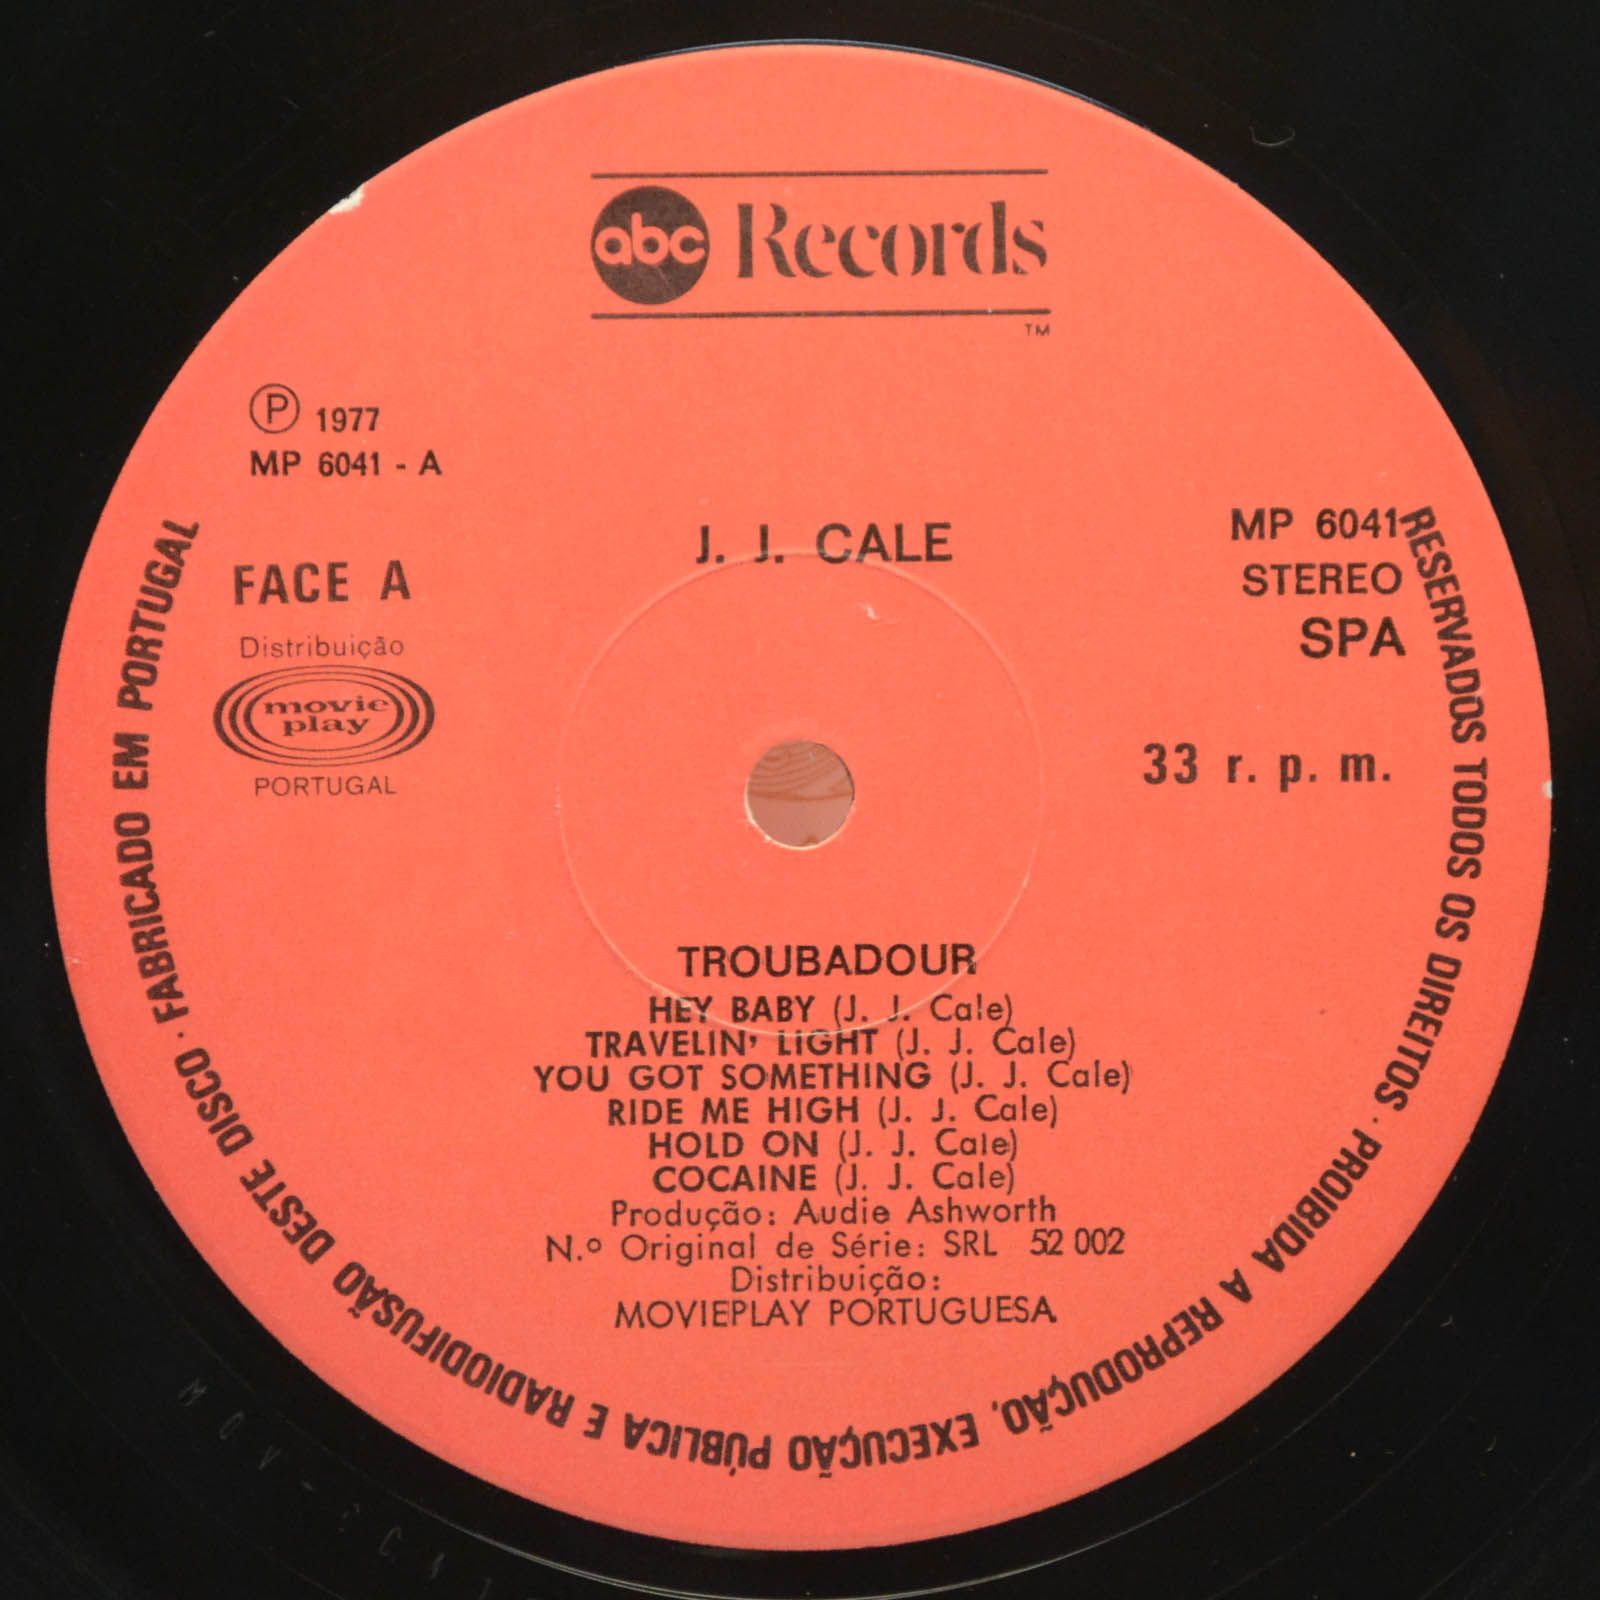 abc Records
TM
Ⓟ 1977
MP 6041 - A
FACE A
Distribuição
movie
play
PORTUGAL
J. J. CALE
MP 6041
STEREO
SPA
33 r. p. m.
TROUBADOUR
HEY BABY (J. J. Cale)
TRAVELIN' LIGHT (J. J. Cale)
YOU GOT SOMETHING (J. J. Cale)
RIDE ME HIGH (J. J. Cale)
HOLD ON (J. J. Cale)
COCAINE (J. J. Cale)
Produção: Audie Ashworth
N.º Original de Série: SRL 52 002
Distribuição:
MOVIEPLAY PORTUGUESA
RESERVADOS TODOS OS DIREITOS · PROIBIDA A REPRODUÇÃO, EXECUÇÃO PÚBLICA E RADIODIFUSÃO DESTE DISCO · FABRICADO EM PORTUGAL